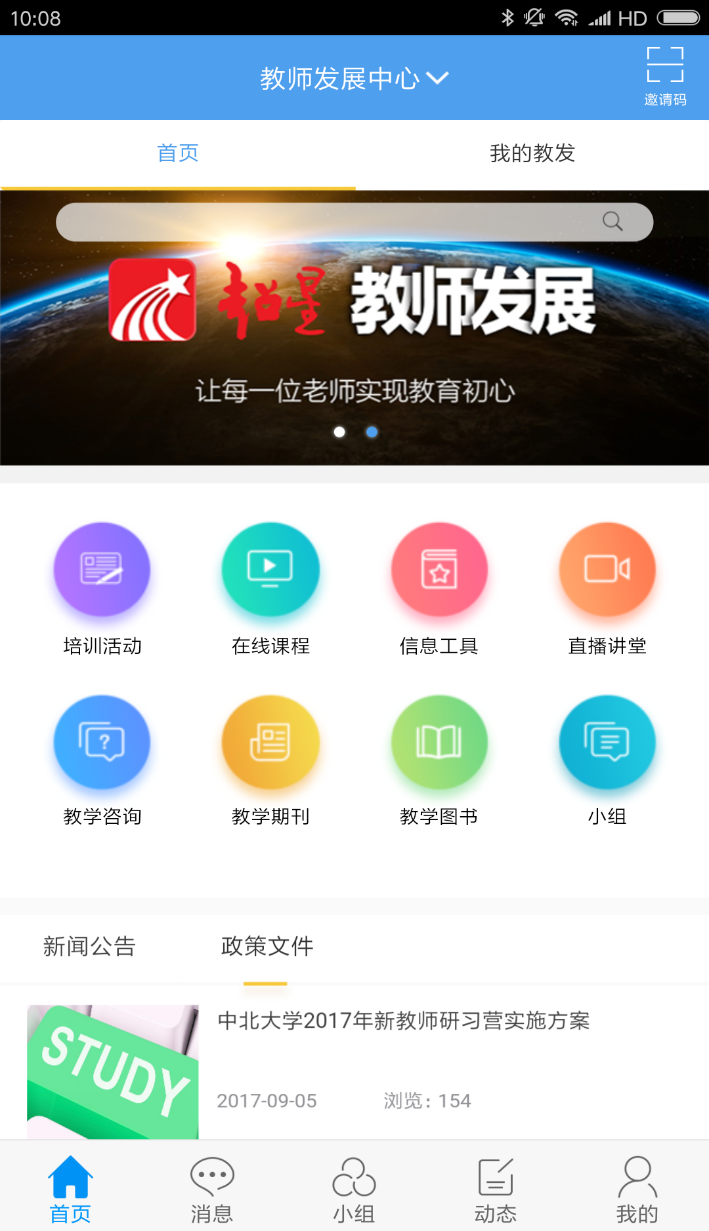 10:08 HD
教师发展中心
邀请码
首页 我的教发
超星 教师发展
让每一位老师实现教育初心
培训活动 在线课程 信息工具 直播讲堂
?
教学咨询 教学期刊 教学图书 小组
新闻公告 政策文件
STUDY
中北大学2017年新教师研习营实施方案
2017-09-05 浏览：154
首页 消息 小组 动态 我的